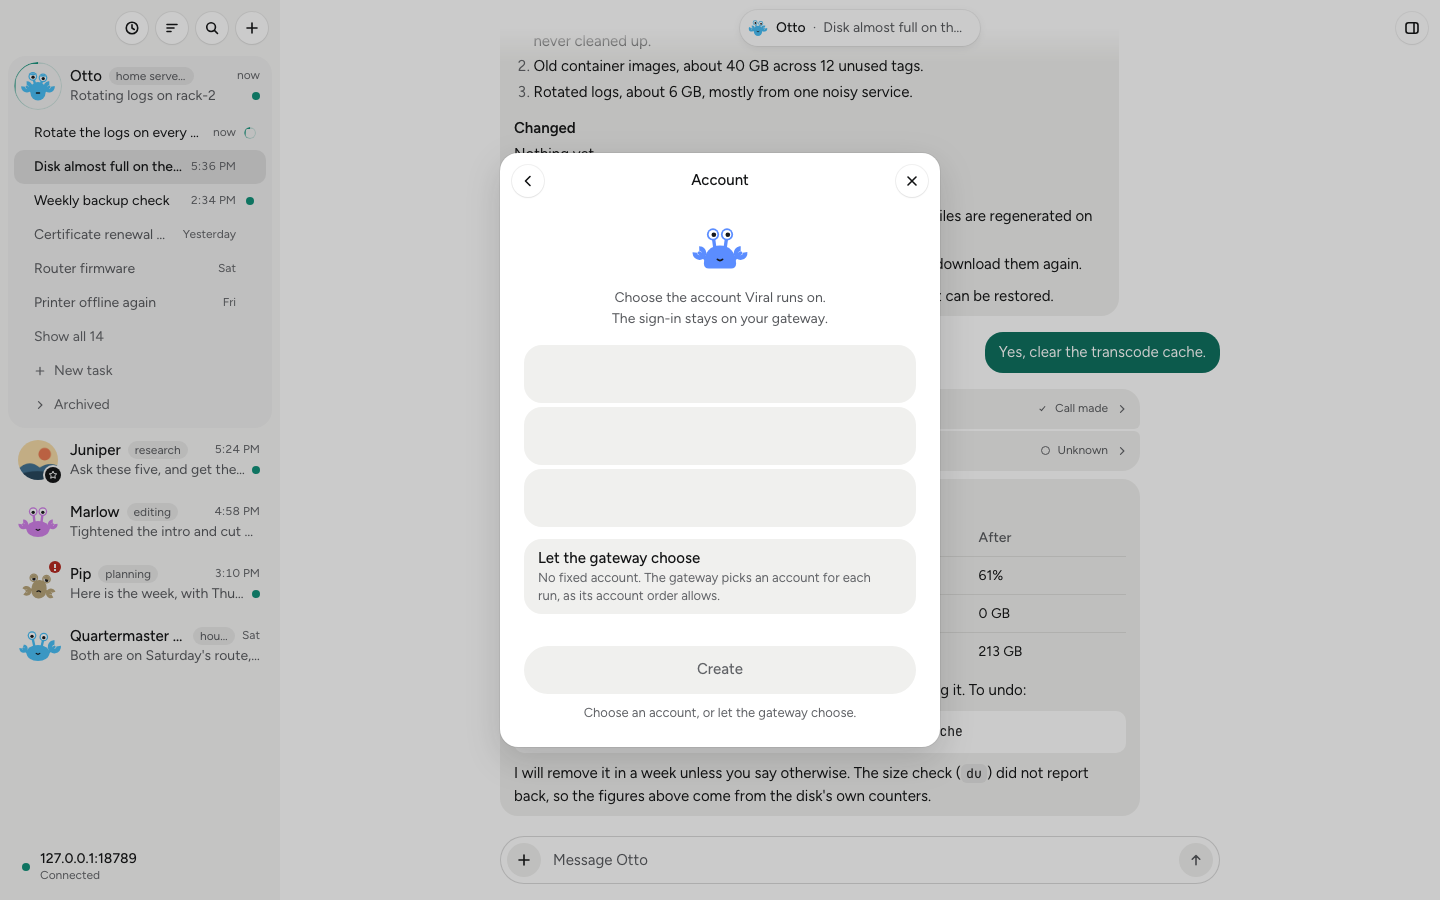 Otto home serve... now
Rotating logs on rack-2
Rotate the logs on every ... now
Disk almost full on the... 5:36 PM
Weekly backup check 2:34 PM
Certificate renewal ... Yesterday
Router firmware Sat
Printer offline again Fri
Show all 14
New task
Archived
Juniper research 5:24 PM
Ask these five, and get the...
Marlow editing 4:58 PM
Tightened the intro and cut ...
Pip planning 3:10 PM
Here is the week, with Thu...
Quartermaster ... hou... Sat
Both are on Saturday's route,...
127.0.0.1:18789
Connected
Otto · Disk almost full on th...
never cleaned up.
2. Old container images, about 40 GB across 12 unused tags.
3. Rotated logs, about 6 GB, mostly from one noisy service.
Changed
Nothing yet
iles are regenerated on
download them again.
t can be restored.
Yes, clear the transcode cache.
Call made
Unknown
After
61%
0 GB
213 GB
g it. To undo:
che
I will remove it in a week unless you say otherwise. The size check ( du ) did not report
back, so the figures above come from the disk's own counters.
Message Otto
Account
Choose the account Viral runs on.
The sign-in stays on your gateway.
Let the gateway choose
No fixed account. The gateway picks an account for each
run, as its account order allows.
Create
Choose an account, or let the gateway choose.